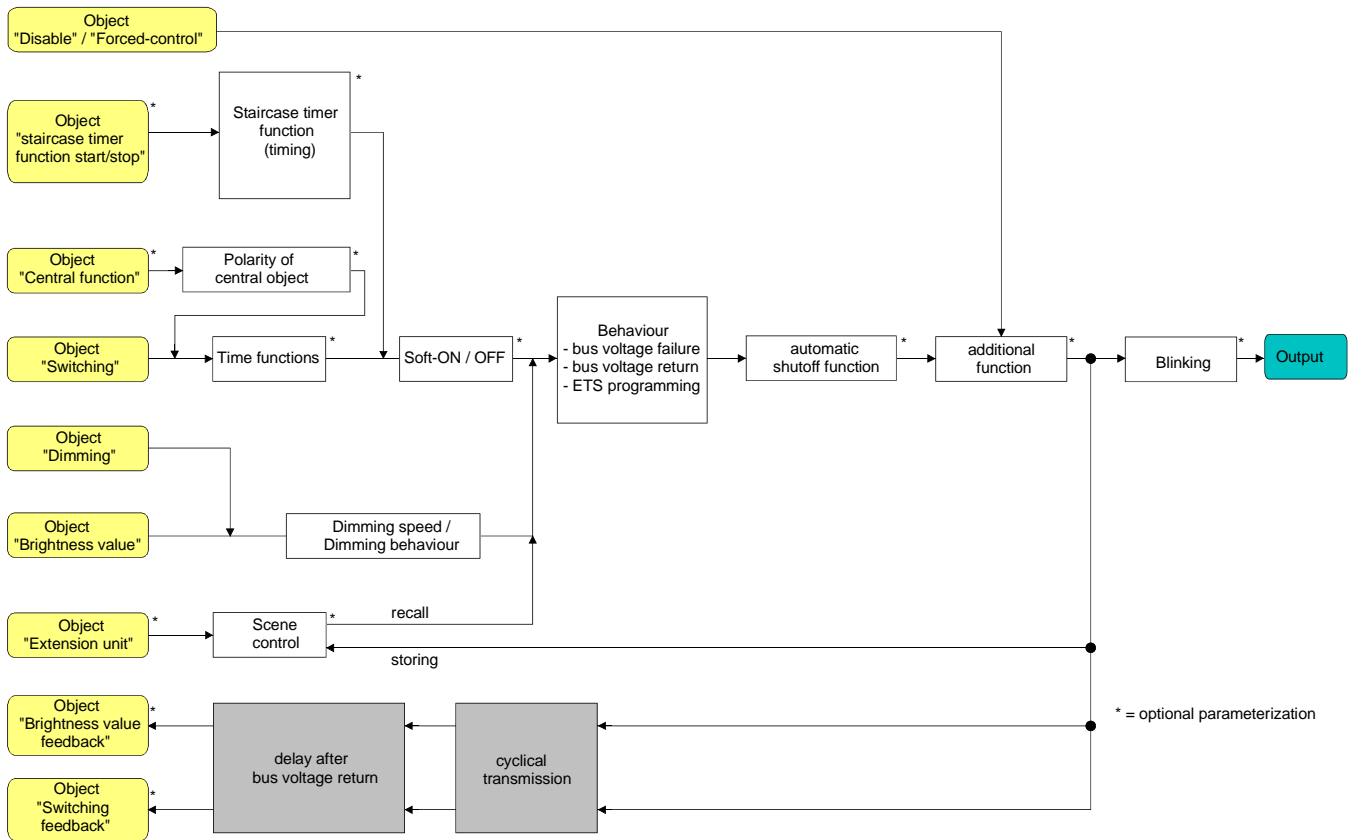 Object
"Disable" / "Forced-control"
*
Object
"staircase timer
function start/stop"
*
Staircase timer
function
(timing)
*
Object
"Central function"
*
Polarity of
central object
*
Object
"Switching"
Time functions
*
Soft-ON / OFF
*
Behaviour
- bus voltage failure
- bus voltage return
- ETS programming
automatic
shutoff function
*
additional
function
*
Blinking
*
Output
Object
"Dimming"
Object
"Brightness value"
Dimming speed /
Dimming behaviour
Object
"Extension unit"
*
Scene
control
*
recall
storing
Object
"Brightness value
feedback"
*
Object
"Switching
feedback"
*
delay after
bus voltage return
cyclical
transmission
* = optional parameterization